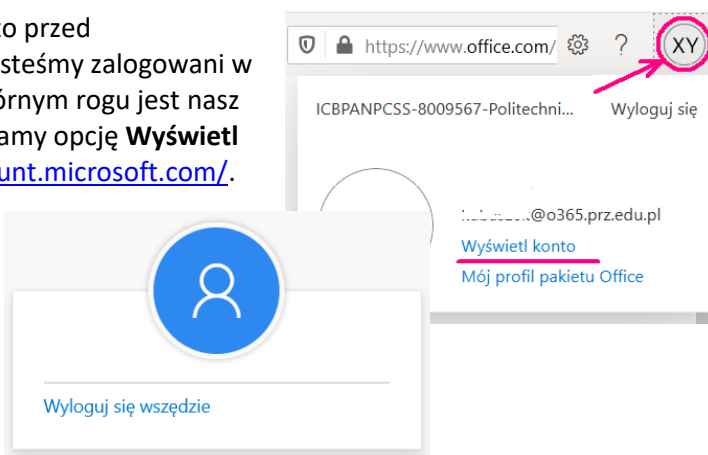 to przed
steśmy zalogowani w
órnym rogu jest nasz
amy opcję Wyświetl
unt.microsoft.com/.
https://www.office.com/
?
XY
ICBPANPCSS-8009567-Politechni...
Wyloguj się
@o365.prz.edu.pl
Wyświetl konto
Mój profil pakietu Office
Wyloguj się wszędzie